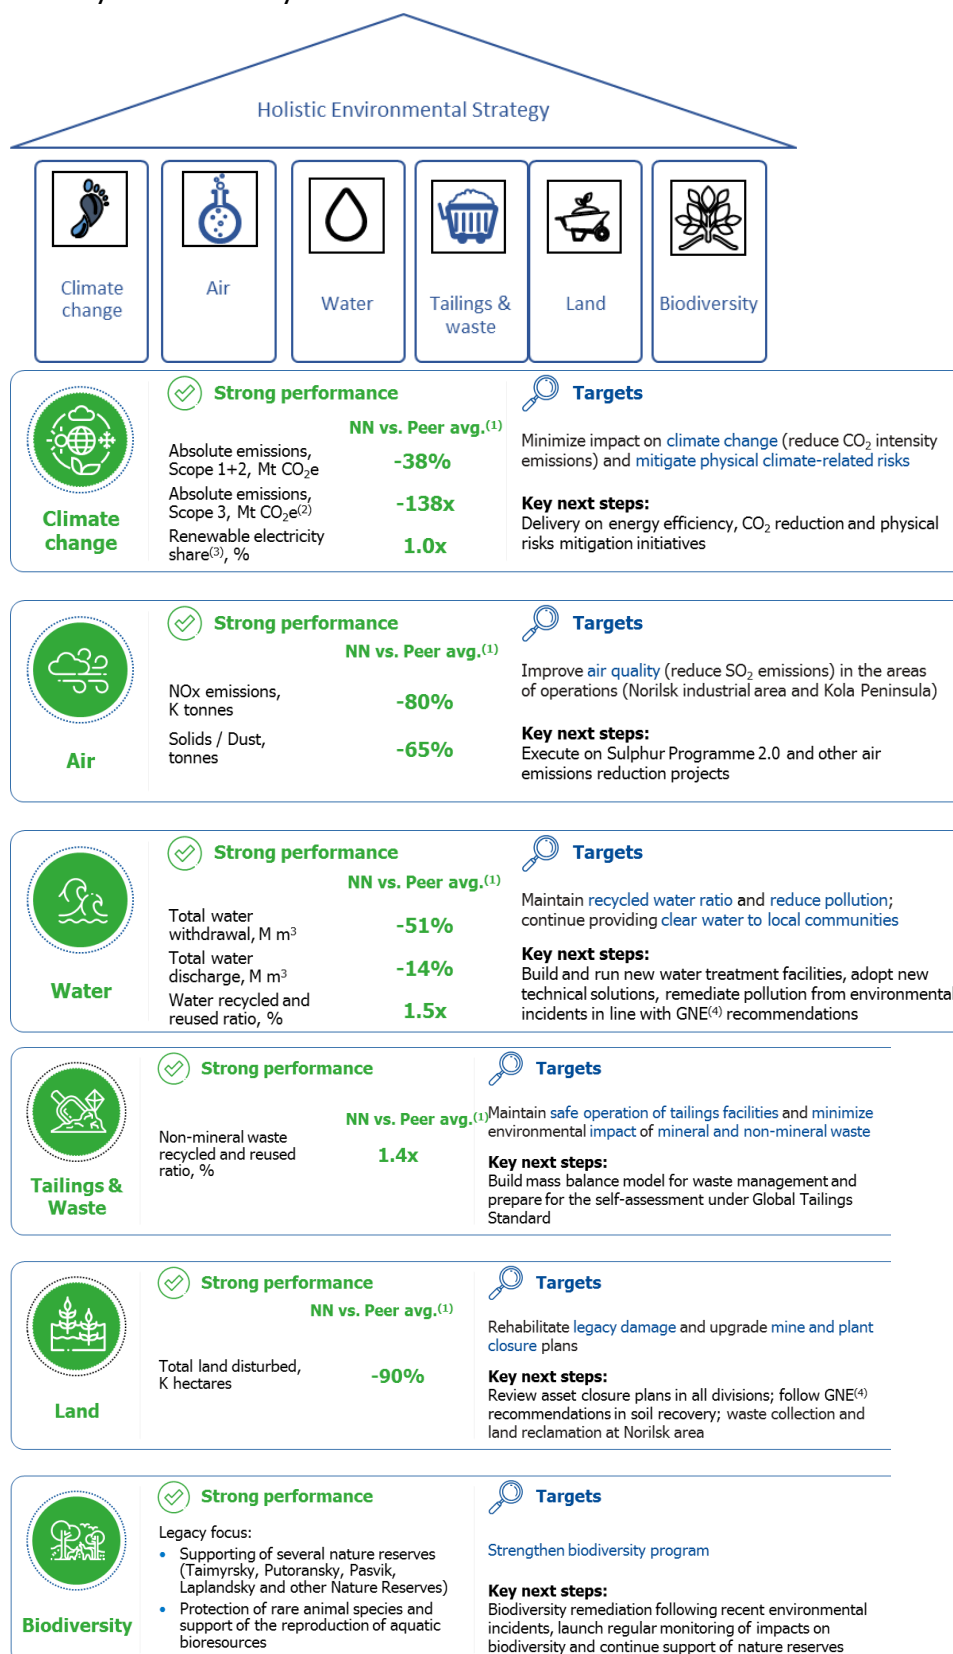 Holistic Environmental Strategy
Climate
change
Air
Water
Tailings &
waste
Land
Biodiversity
Climate
change
Strong performance
NN vs. Peer avg.(1)
Absolute emissions,
Scope 1+2, Mt CO2e
-38%
Absolute emissions,
Scope 3, Mt CO2e(2)
-138x
Renewable electricity
share(3), %
1.0x
Targets
Minimize impact on climate change (reduce CO2 intensity
emissions) and mitigate physical climate-related risks
Key next steps:
Delivery on energy efficiency, CO2 reduction and physical
risks mitigation initiatives
Air
Strong performance
NN vs. Peer avg.(1)
NOx emissions,
K tonnes
-80%
Solids / Dust,
tonnes
-65%
Targets
Improve air quality (reduce SO2 emissions) in the areas
of operations (Norilsk industrial area and Kola Peninsula)
Key next steps:
Execute on Sulphur Programme 2.0 and other air
emissions reduction projects
Water
Strong performance
NN vs. Peer avg.(1)
Total water
withdrawal, M m3
-51%
Total water
discharge, M m3
-14%
Water recycled and
reused ratio, %
1.5x
Targets
Maintain recycled water ratio and reduce pollution;
continue providing clear water to local communities
Key next steps:
Build and run new water treatment facilities, adopt new
technical solutions, remediate pollution from environmental
incidents in line with GNE(4) recommendations
Tailings &
Waste
Strong performance
NN vs. Peer avg.(1)
Non-mineral waste
recycled and reused
ratio, %
1.4x
Targets
Maintain safe operation of tailings facilities and minimize
environmental impact of mineral and non-mineral waste
Key next steps:
Build mass balance model for waste management and
prepare for the self-assessment under Global Tailings
Standard
Land
Strong performance
NN vs. Peer avg.(1)
Total land disturbed,
K hectares
-90%
Targets
Rehabilitate legacy damage and upgrade mine and plant
closure plans
Key next steps:
Review asset closure plans in all divisions; follow GNE(4)
recommendations in soil recovery; waste collection and
land reclamation at Norilsk area
Biodiversity
Strong performance
Legacy focus:
• Supporting of several nature reserves
(Taimyrsky, Putoransky, Pasvik,
Laplandsky and other Nature Reserves)
• Protection of rare animal species and
support of the reproduction of aquatic
bioresources
Targets
Strengthen biodiversity program
Key next steps:
Biodiversity remediation following recent environmental
incidents, launch regular monitoring of impacts on
biodiversity and continue support of nature reserves